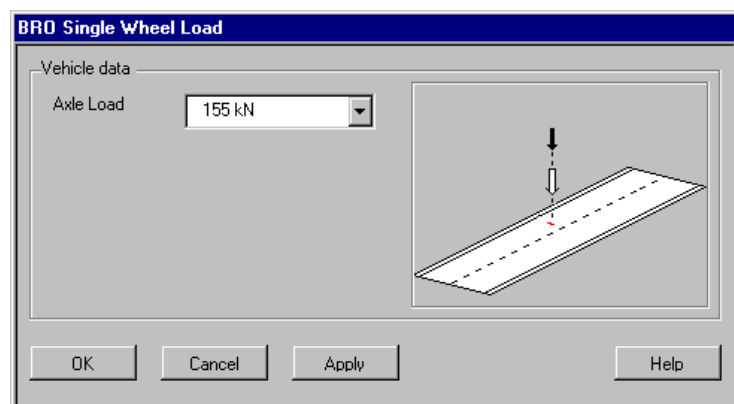 BRO Single Wheel Load
Vehicle data
Axle Load 155 kN
OK Cancel Apply Help